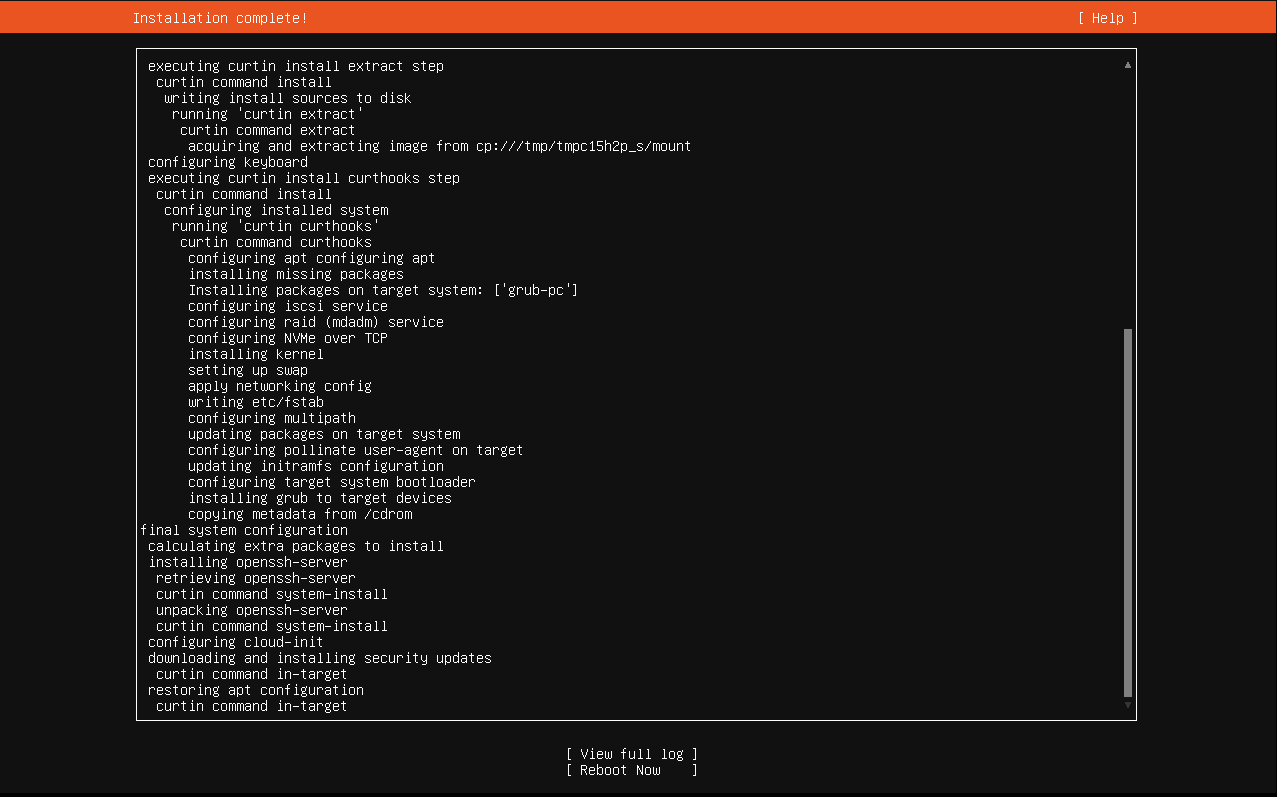 Installation complete!
[ Help ]
executing curtin install extract step
curtin command install
writing install sources to disk
running 'curtin extract'
curtin command extract
acquiring and extracting image from cp:///tmp/tmpc15h2p_s/mount
configuring keyboard
executing curtin install curthooks step
curtin command install
configuring installed system
running 'curtin curthooks'
curtin command curthooks
configuring apt configuring apt
installing missing packages
Installing packages on target system: ['grub-pc']
configuring iscsi service
configuring raid (mdadm) service
configuring NVMe over TCP
installing kernel
setting up swap
apply networking config
writing etc/fstab
configuring multipath
updating packages on target system
configuring pollinate user-agent on target
updating initramfs configuration
configuring target system bootloader
installing grub to target devices
copying metadata from /cdrom
final system configuration
calculating extra packages to install
installing openssh-server
retrieving openssh-server
curtin command system-install
unpacking openssh-server
curtin command system-install
configuring cloud-init
downloading and installing security updates
curtin command in-target
restoring apt configuration
curtin command in-target
[ View full log ]
[ Reboot Now ]